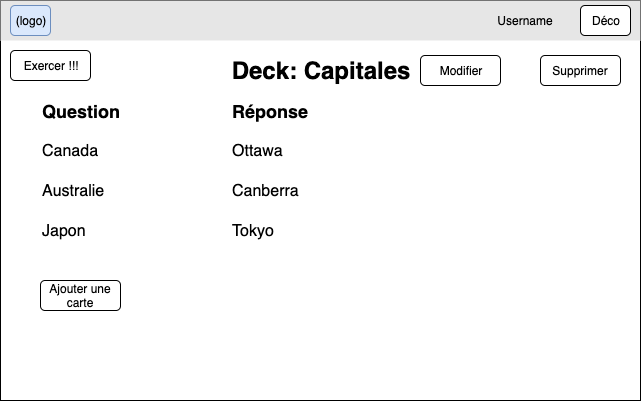 (logo) Username Déco
Exercer !!! Deck: Capitales Modifier Supprimer
Question Réponse
Canada Ottawa
Australie Canberra
Japon Tokyo
Ajouter une
carte